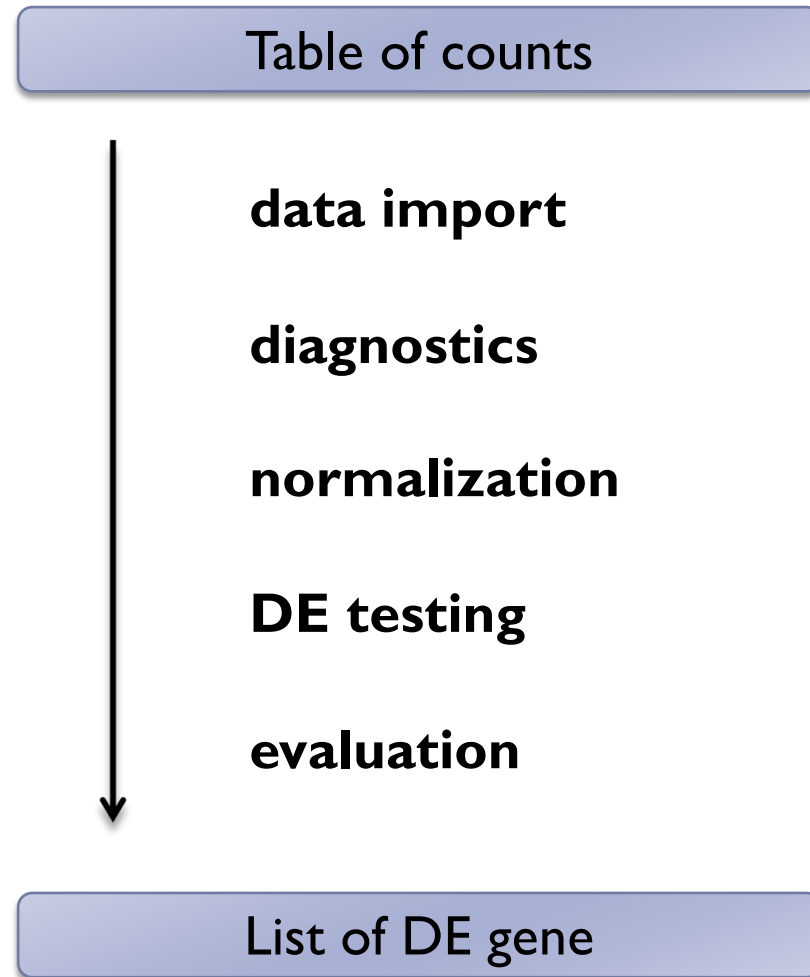 Table of counts
data import
diagnostics
normalization
DE testing
evaluation
List of DE gene